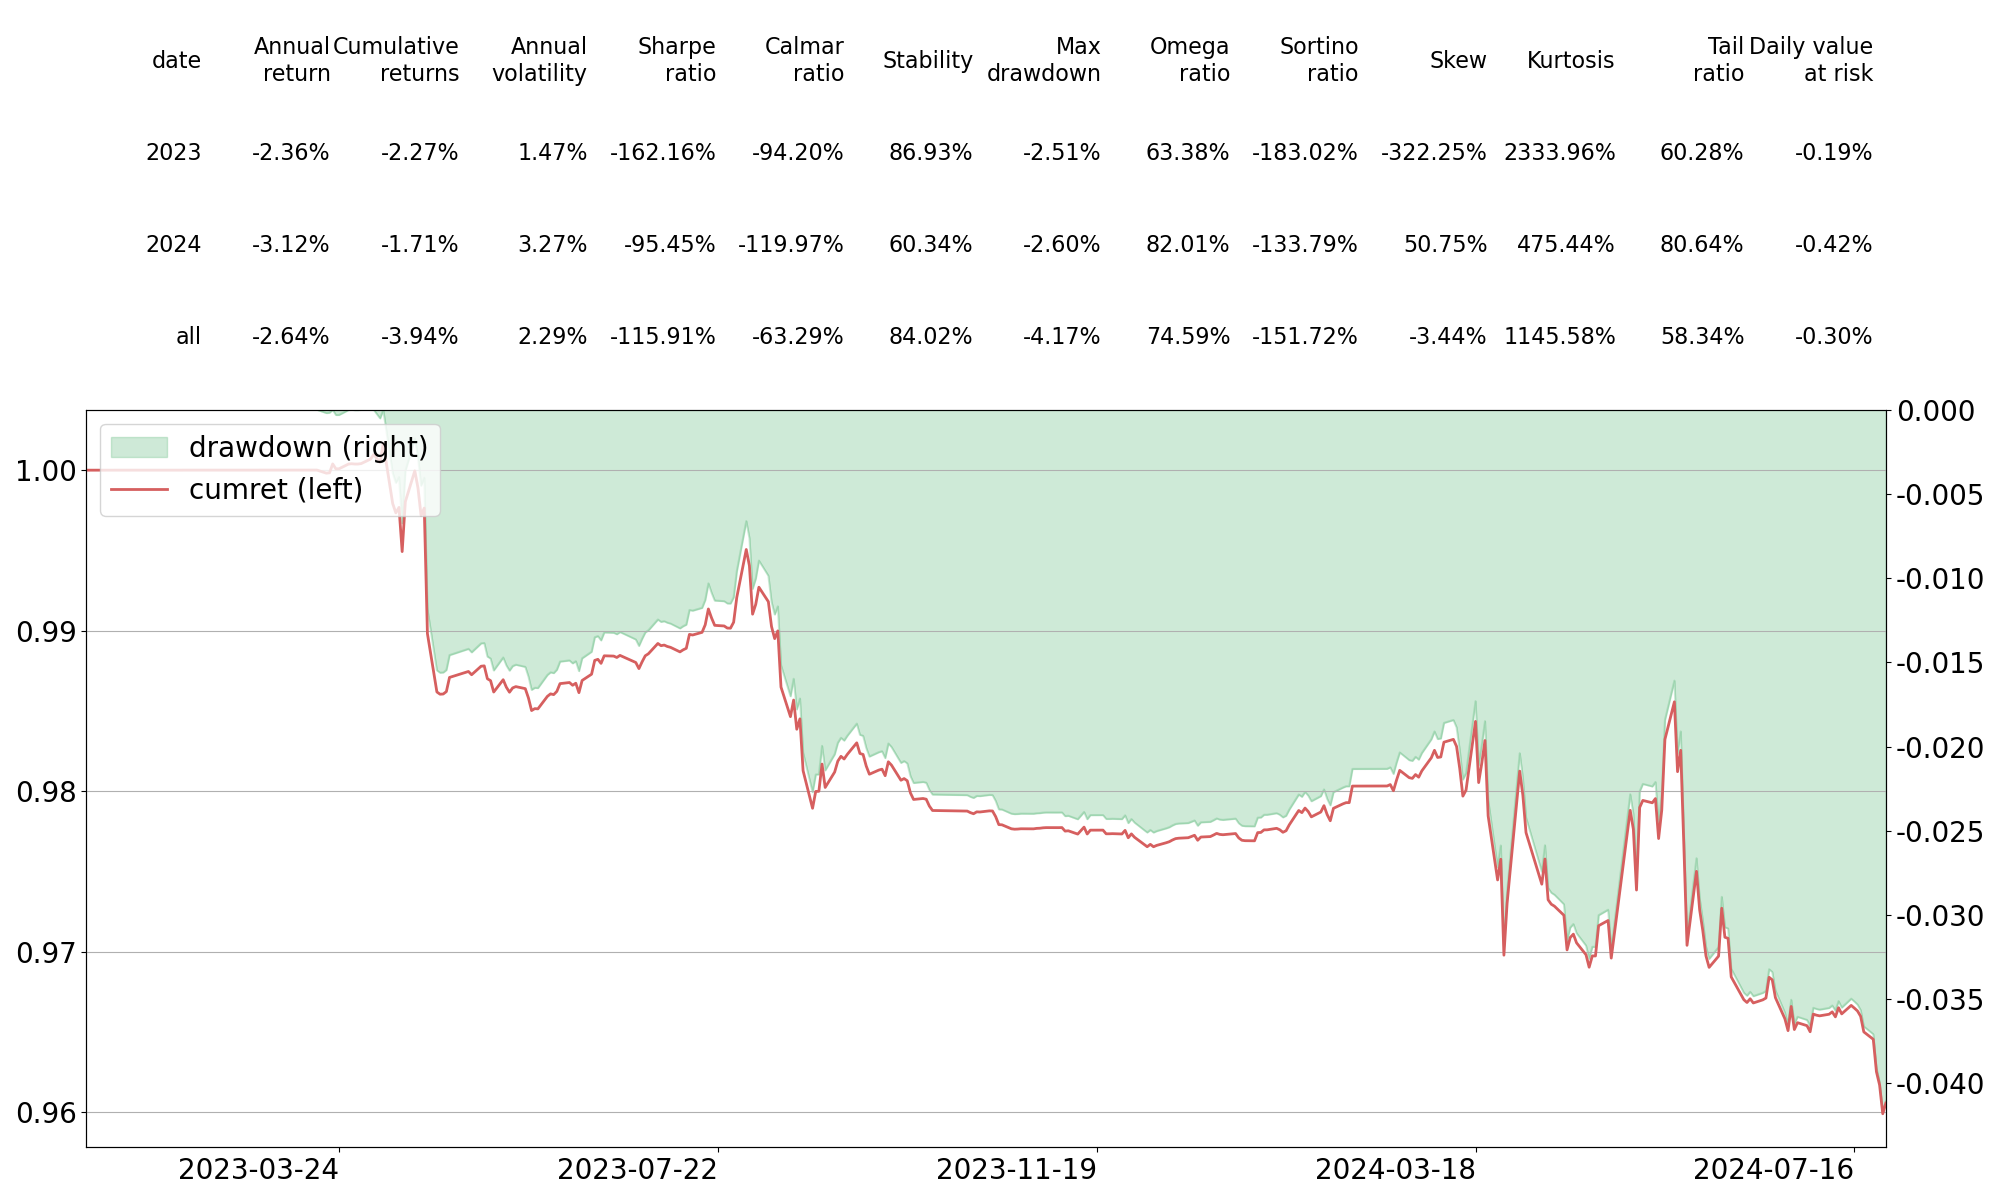 date Annual return Cumulative returns Annual volatility Sharpe ratio Calmar ratio Stability Max drawdown Omega ratio Sortino ratio Skew Kurtosis Tail ratio Daily value at risk
2023 -2.36% -2.27% 1.47% -162.16% -94.20% 86.93% -2.51% 63.38% -183.02% -322.25% 2333.96% 60.28% -0.19%
2024 -3.12% -1.71% 3.27% -95.45% -119.97% 60.34% -2.60% 82.01% -133.79% 50.75% 475.44% 80.64% -0.42%
all -2.64% -3.94% 2.29% -115.91% -63.29% 84.02% -4.17% 74.59% -151.72% -3.44% 1145.58% 58.34% -0.30%
drawdown (right)
cumret (left)
1.00
0.99
0.98
0.97
0.96
0.000
-0.005
-0.010
-0.015
-0.020
-0.025
-0.030
-0.035
-0.040
2023-03-24 2023-07-22 2023-11-19 2024-03-18 2024-07-16